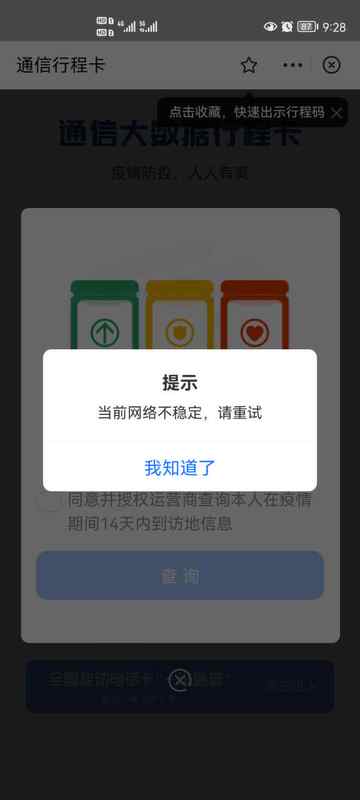 HD 1
HD 2
4G
5G
87
9:28
通信行程卡
点击收藏，快速出示行程码
通信大数据行程卡
疫情防控，人人有责
提示
当前网络不稳定，请重试
我知道了
同意并授权运营商查询本人在疫情
期间14天内到访地信息
查询